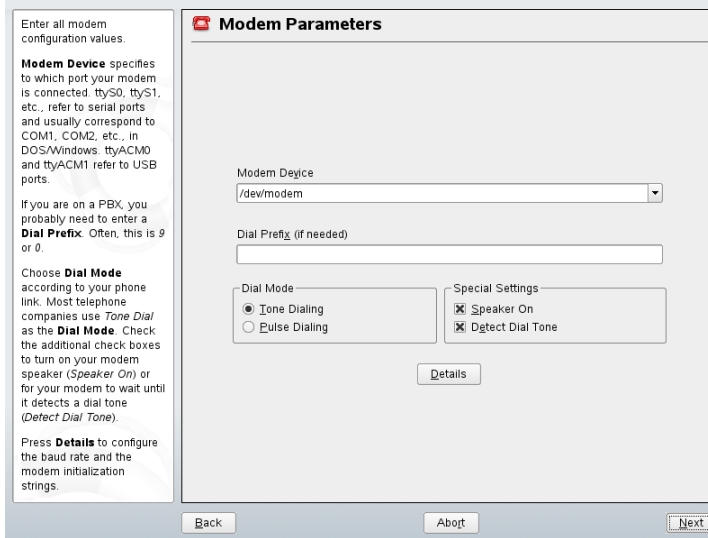 Enter all modem
configuration values.
Modem Device specifies
to which port your modem
is connected. ttyS0, ttyS1,
etc., refer to serial ports
and usually correspond to
COM1, COM2, etc., in
DOS/Windows. ttyACM0
and ttyACM1 refer to USB
ports.
If you are on a PBX, you
probably need to enter a
Dial Prefix. Often, this is 9
or 0.
Choose Dial Mode
according to your phone
link. Most telephone
companies use Tone Dial
as the Dial Mode. Check
the additional check boxes
to turn on your modem
speaker (Speaker On) or
for your modem to wait until
it detects a dial tone
(Detect Dial Tone).
Press Details to configure
the baud rate and the
modem initialization
strings.
Modem Parameters
Modem Device
/dev/modem
Dial Prefix (if needed)
Dial Mode
Tone Dialing
Pulse Dialing
Special Settings
Speaker On
Detect Dial Tone
Details
Back
Abort
Next